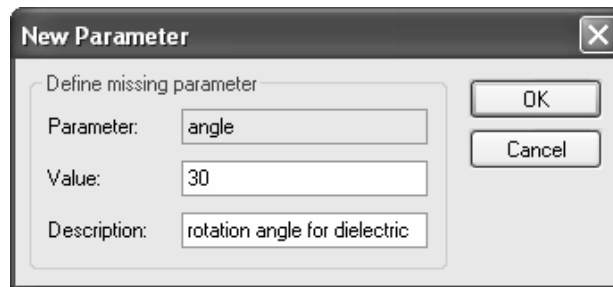 New Parameter
Define missing parameter
Parameter: angle
Value: 30
Description: rotation angle for dielectric
OK
Cancel